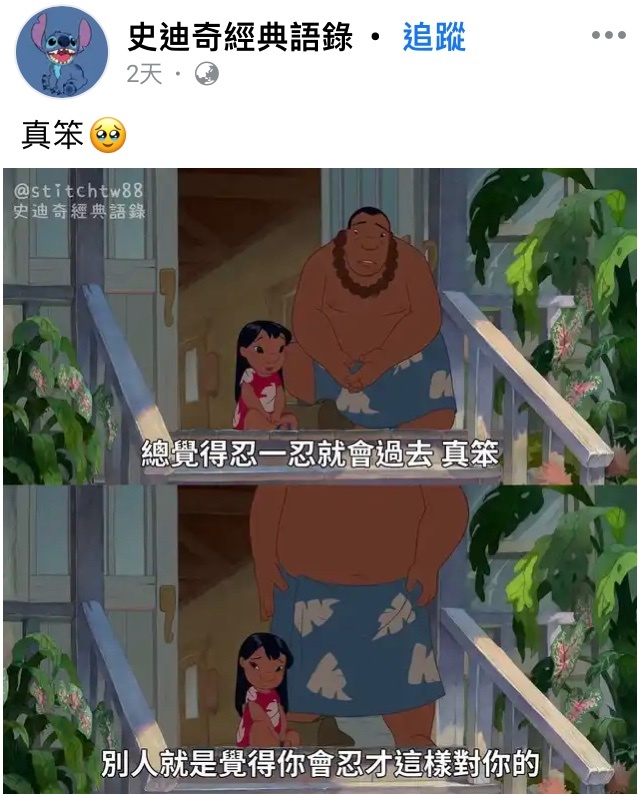 史迪奇經典語錄 · 追蹤
2天 ·
真笨🥹
@stitchtw88
史迪奇經典語錄
總覺得忍一忍就會過去 真笨
別人就是覺得你會忍才這樣對你的